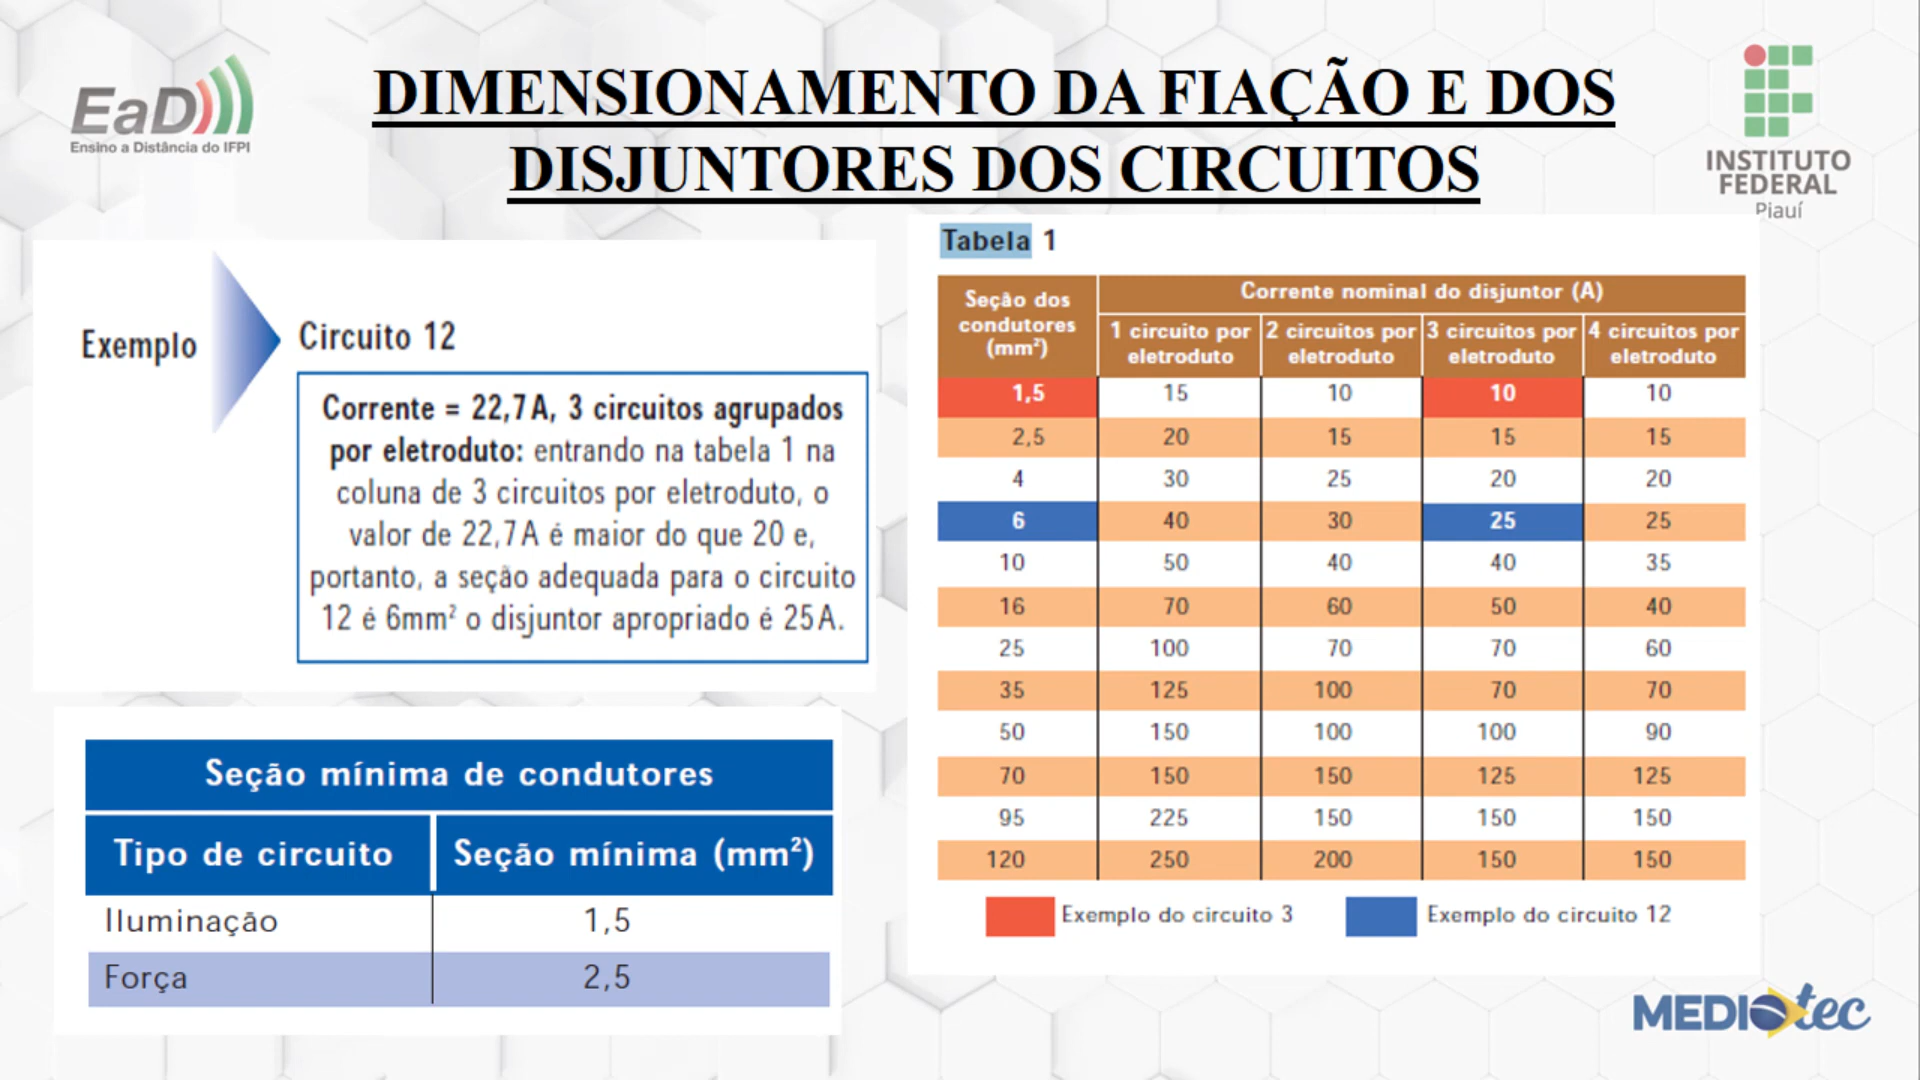 EaD
Ensino a Distância do IFPI
DIMENSIONAMENTO DA FIAÇÃO E DOS
DISJUNTORES DOS CIRCUITOS
INSTITUTO
FEDERAL
Piauí
Exemplo
Circuito 12
Corrente = 22,7A, 3 circuitos agrupados
por eletroduto: entrando na tabela 1 na
coluna de 3 circuitos por eletroduto, o
valor de 22,7A é maior do que 20 e,
portanto, a seção adequada para o circuito
12 é 6mm² o disjuntor apropriado é 25A.
Seção mínima de condutores
Tipo de circuito Seção mínima (mm²)
Iluminação 1,5
Força 2,5
Tabela 1
Seção dos
condutores
(mm²)
Corrente nominal do disjuntor (A)
1 circuito por
eletroduto
2 circuitos por
eletroduto
3 circuitos por
eletroduto
4 circuitos por
eletroduto
1,5 15 10 10 10
2,5 20 15 15 15
4 30 25 20 20
6 40 30 25 25
10 50 40 40 35
16 70 60 50 40
25 100 70 70 60
35 125 100 70 70
50 150 100 100 90
70 150 150 125 125
95 225 150 150 150
120 250 200 150 150
Exemplo do circuito 3 Exemplo do circuito 12
MEDIOtec